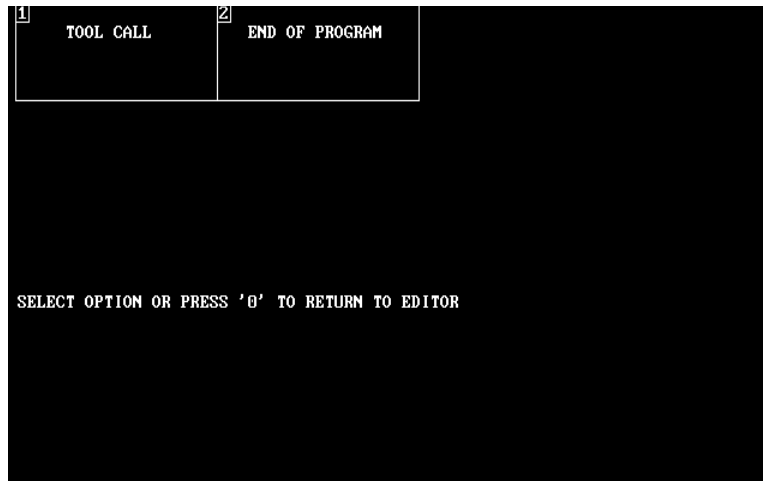 1
TOOL CALL
2
END OF PROGRAM
SELECT OPTION OR PRESS '0' TO RETURN TO EDITOR